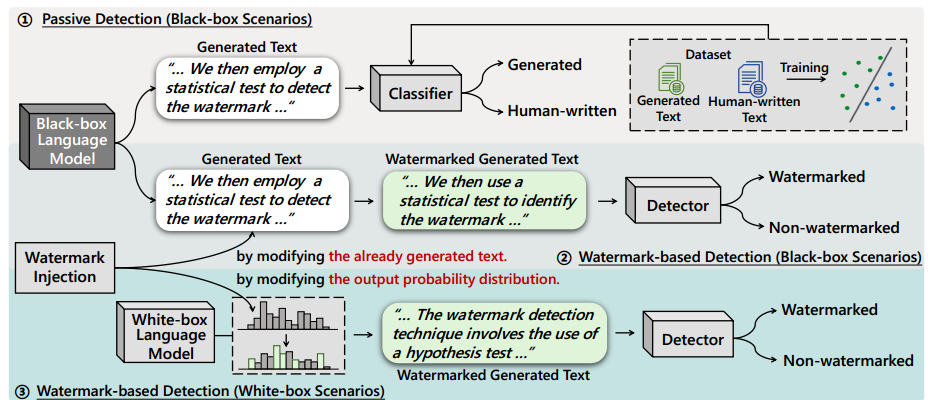 ① Passive Detection (Black-box Scenarios)
Generated Text
“... We then employ a
statistical test to detect
the watermark ...”
Classifier
Generated
Human-written
Dataset
Training
Generated
Text
Human-written
Text
Black-box
Language
Model
Generated Text
“... We then employ a
statistical test to detect
the watermark ...”
Watermarked Generated Text
“... We then use a
statistical test to identify
the watermark ...”
Detector
Watermarked
Non-watermarked
Watermark
Injection
by modifying the already generated text.
② Watermark-based Detection (Black-box Scenarios)
by modifying the output probability distribution.
White-box
Language
Model
“... The watermark detection
technique involves the use of
a hypothesis test ...”
Watermarked Generated Text
Detector
Watermarked
Non-watermarked
③ Watermark-based Detection (White-box Scenarios)